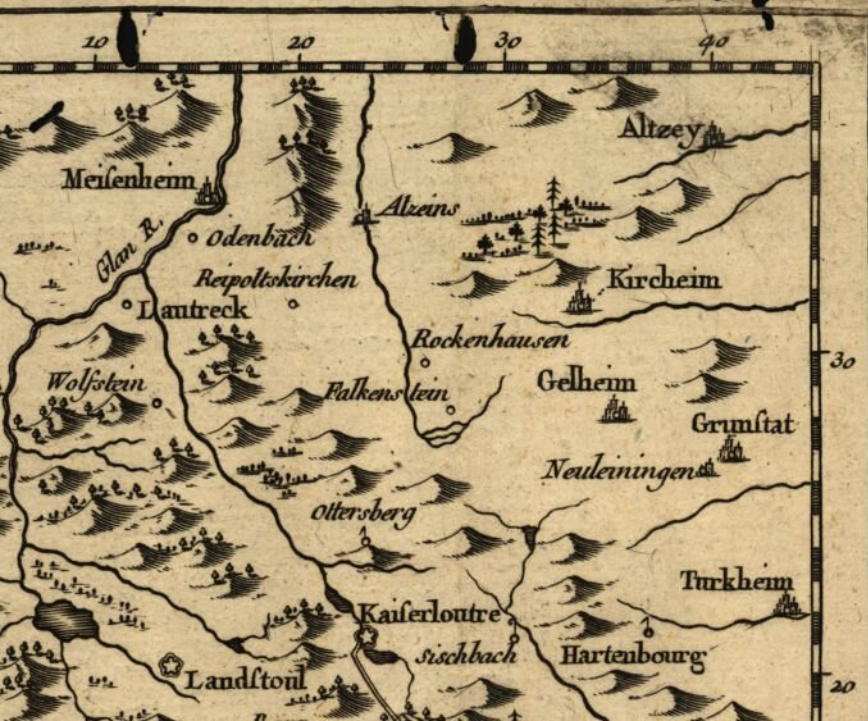 10 20 30 40
Altzey
Meiſenheim
Alzeins
Odenbach
Glan R.
Reipoltskirchen
Kircheim
Lautreck
Rockenhausen
30
Wolfstein
Falkenstein
Gelheim
Grunſtat
Neuleiningen
Ottersberg
Turkheim
Kaiſerloutre
Sischbach
Hartenbourg
Landſtoul
20